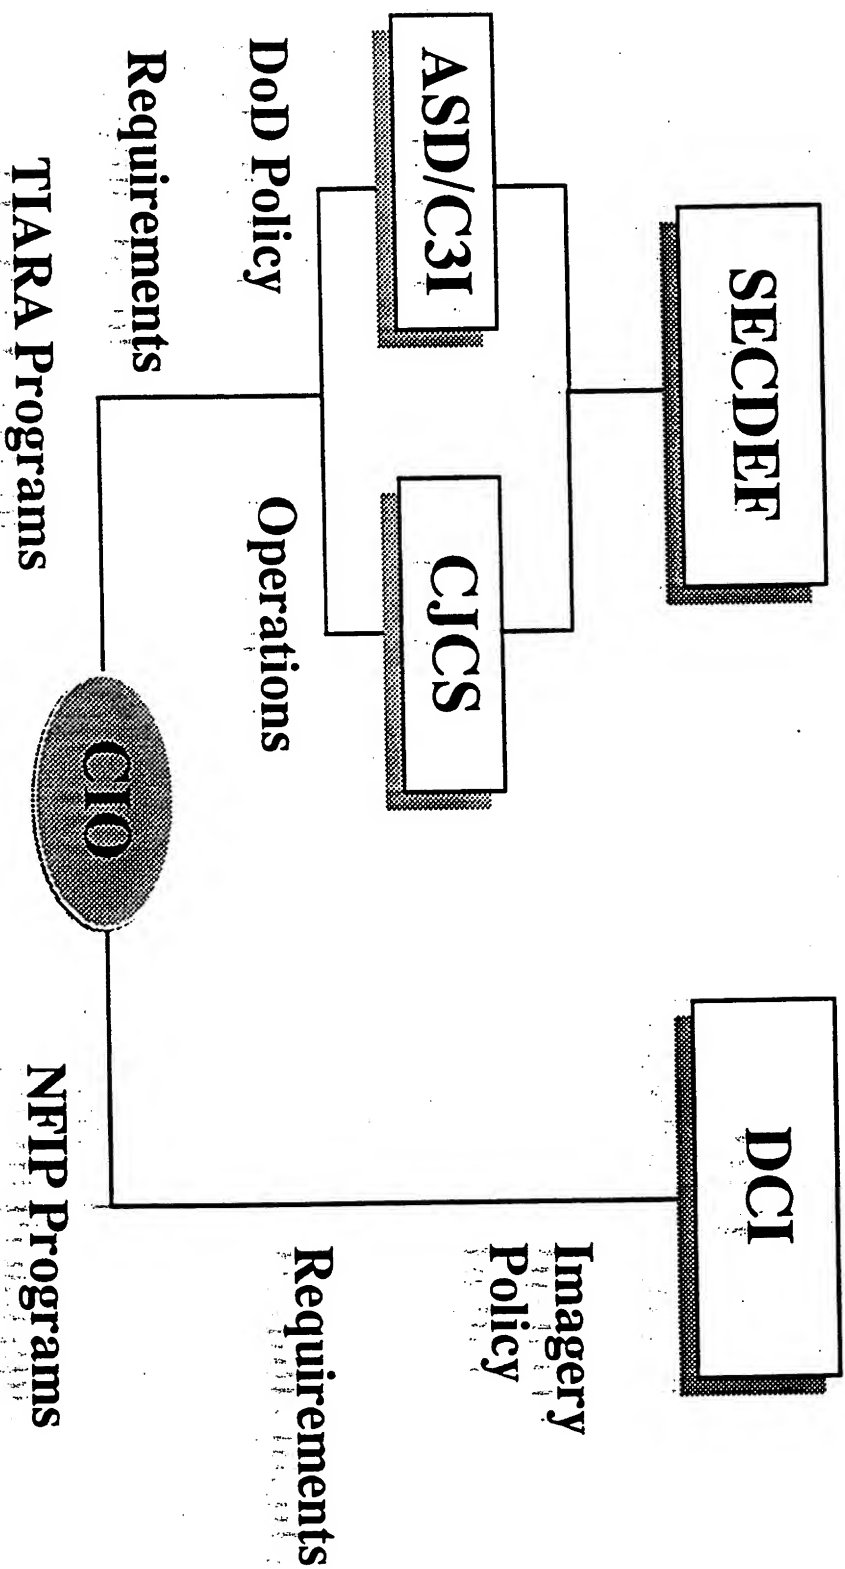 SECDEF
DCI
ASD/C3I
CJCS
DoD Policy
Operations
Imagery
Policy
Requirements
Requirements
CIO
TIARA Programs
NFIP Programs